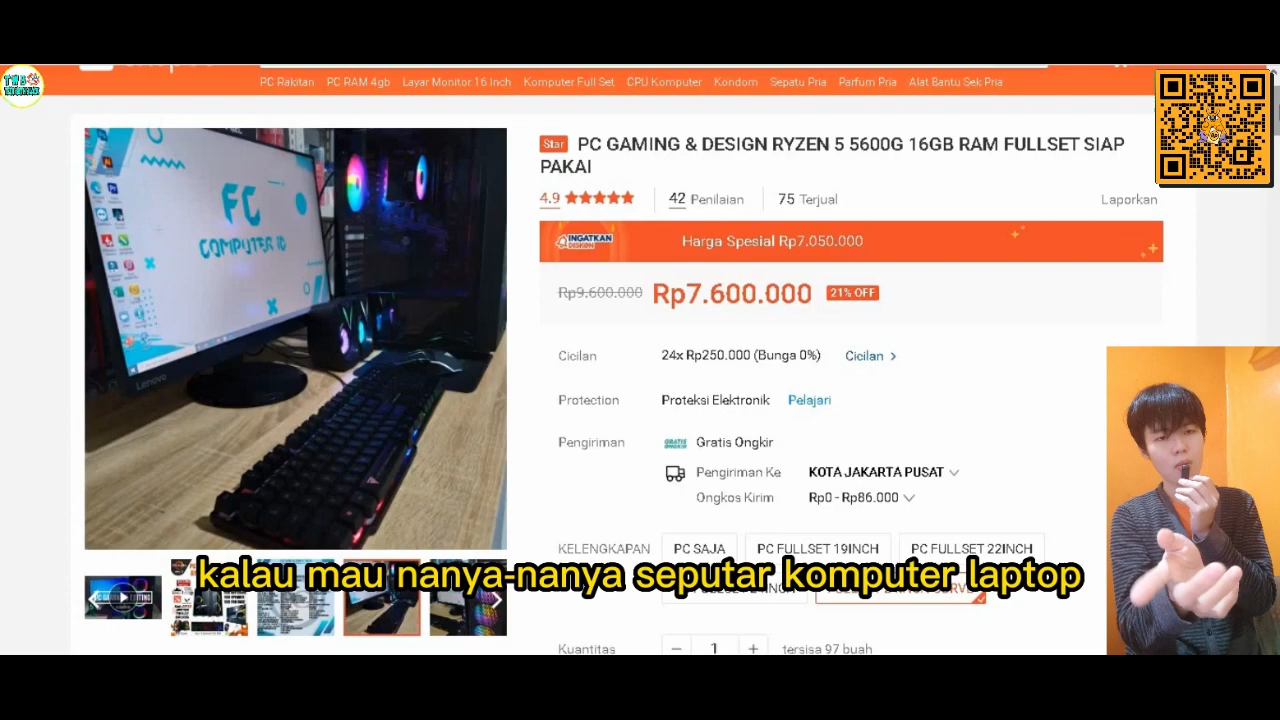 PC Rakitan PC RAM 4gb Layar Monitor 16 Inch Komputer Full Set CPU Komputer Kondom Sepatu Pria Parfum Pria Alat Bantu Sek Pria
Star PC GAMING & DESIGN RYZEN 5 5600G 16GB RAM FULLSET SIAP
PAKAI
4.9 42 Penilaian 75 Terjual Laporkan
INGATKAN
DISKON
Harga Spesial Rp7.050.000
Rp9.600.000 Rp7.600.000 21% OFF
Cicilan 24x Rp250.000 (Bunga 0%) Cicilan >
Protection Proteksi Elektronik Pelajari
Pengiriman GRATIS ONGKIR Gratis Ongkir
Pengiriman Ke KOTA JAKARTA PUSAT
Ongkos Kirim Rp0 - Rp86.000
KELENGKAPAN PC SAJA PC FULLSET 19INCH PC FULLSET 22INCH
kalau mau nanya-nanya seputar komputer laptop
Kuantitas − 1 + tersisa 97 buah
FC
COMPUTER ID
Lenovo